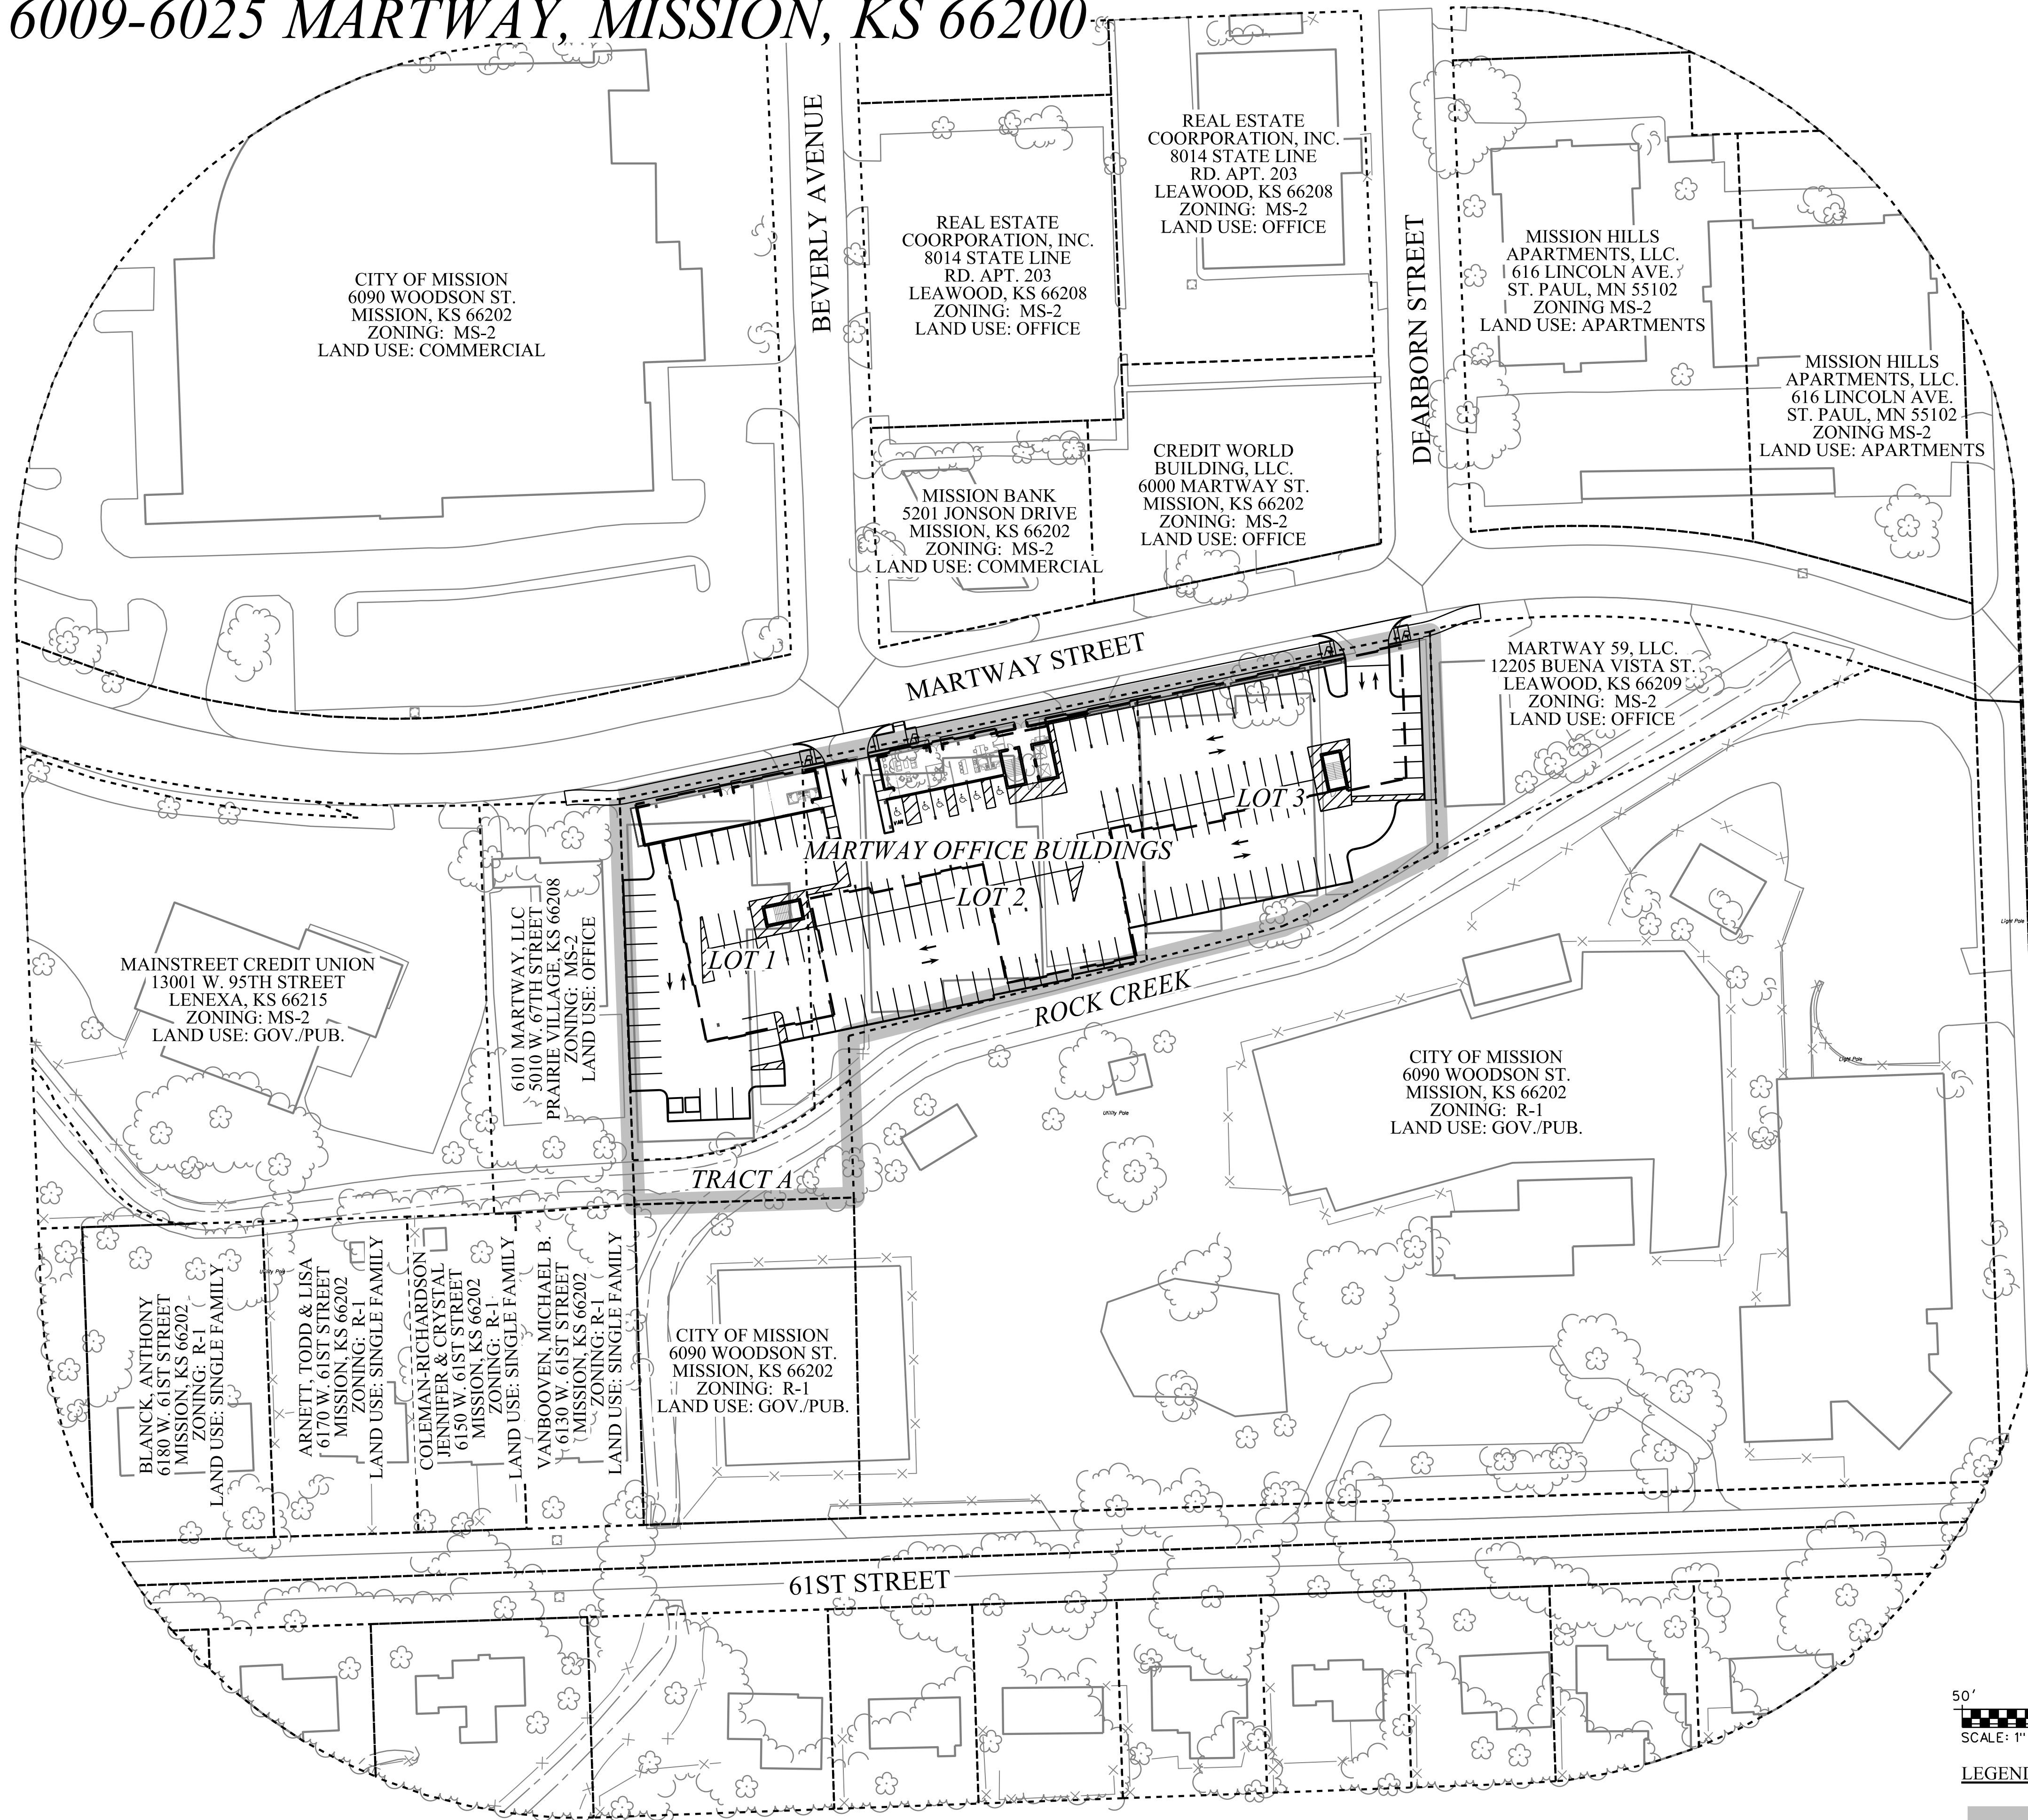 6009-6025 MARTWAY, MISSION, KS 66200
REAL ESTATE
COORPORATION, INC.
8014 STATE LINE
RD. APT. 203
LEAWOOD, KS 66208
ZONING: MS-2
LAND USE: OFFICE
BEVERLY AVENUE
REAL ESTATE
COORPORATION, INC.
8014 STATE LINE
RD. APT. 203
LEAWOOD, KS 66208
ZONING: MS-2
LAND USE: OFFICE
DEARBORN STREET
MISSION HILLS
APARTMENTS, LLC.
616 LINCOLN AVE.
ST. PAUL, MN 55102
ZONING MS-2
LAND USE: APARTMENTS
CITY OF MISSION
6090 WOODSON ST.
MISSION, KS 66202
ZONING: MS-2
LAND USE: COMMERCIAL
MISSION HILLS
APARTMENTS, LLC.
616 LINCOLN AVE.
ST. PAUL, MN 55102
ZONING MS-2
LAND USE: APARTMENTS
CREDIT WORLD
BUILDING, LLC.
6000 MARTWAY ST.
MISSION, KS 66202
ZONING: MS-2
LAND USE: OFFICE
MISSION BANK
5201 JONSON DRIVE
MISSION, KS 66202
ZONING: MS-2
LAND USE: COMMERCIAL
MARTWAY STREET
MARTWAY 59, LLC.
12205 BUENA VISTA ST.
LEAWOOD, KS 66209
ZONING: MS-2
LAND USE: OFFICE
LOT 3
VAN
MARTWAY OFFICE BUILDINGS
LOT 2
LOT 1
6101 MARTWAY, LLC
5010 W. 67TH STREET
PRAIRIE VILLAGE, KS 66208
ZONING: MS-2
LAND USE: OFFICE
MAINSTREET CREDIT UNION
13001 W. 95TH STREET
LENEXA, KS 66215
ZONING: MS-2
LAND USE: GOV./PUB.
ROCK CREEK
Light Pole
Light Pole
Utility Pole
CITY OF MISSION
6090 WOODSON ST.
MISSION, KS 66202
ZONING: R-1
LAND USE: GOV./PUB.
TRACT A
Utility Pole
BLANCK, ANTHONY
6180 W. 61ST STREET
MISSION, KS 66202
ZONING: R-1
LAND USE: SINGLE FAMILY
ARNETT, TODD & LISA
6170 W. 61ST STREET
MISSION, KS 66202
ZONING: R-1
LAND USE: SINGLE FAMILY
COLEMAN-RICHARDSON
JENNIFER & CRYSTAL
6150 W. 61ST STREET
MISSION, KS 66202
ZONING: R-1
LAND USE: SINGLE FAMILY
VANBOOVEN, MICHAEL B.
6130 W. 61ST STREET
MISSION, KS 66202
ZONING: R-1
LAND USE: SINGLE FAMILY
CITY OF MISSION
6090 WOODSON ST.
MISSION, KS 66202
ZONING: R-1
LAND USE: GOV./PUB.
61ST STREET
50'
SCALE: 1"
LEGEND